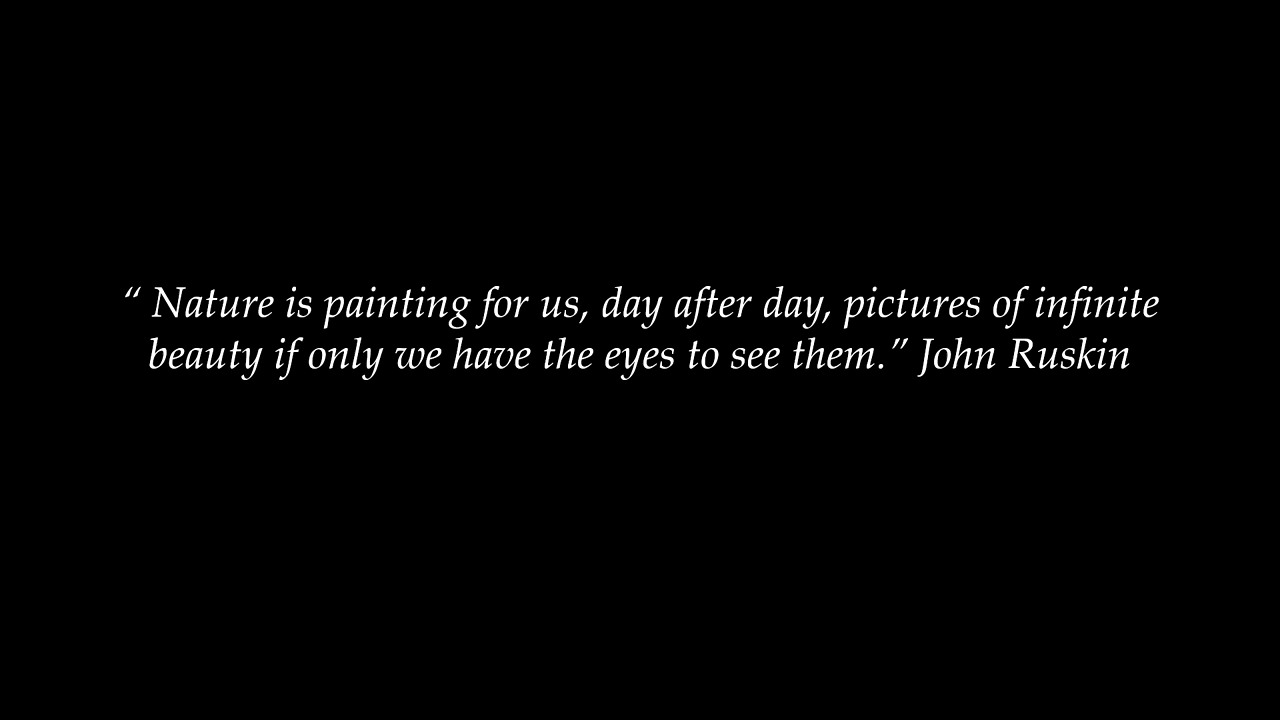 “ Nature is painting for us, day after day, pictures of infinite
beauty if only we have the eyes to see them.” John Ruskin